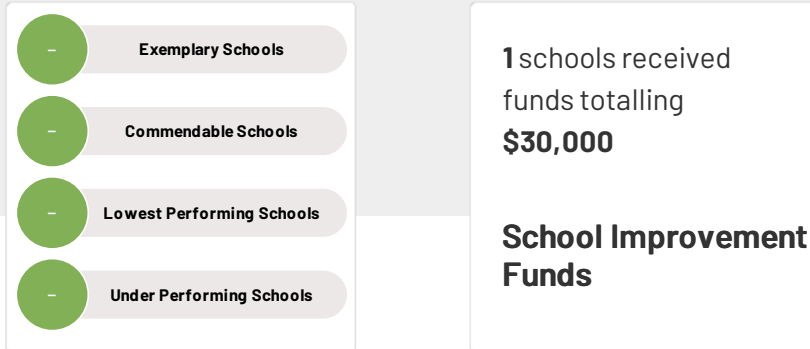 – Exemplary Schools
– Commendable Schools
– Lowest Performing Schools
– Under Performing Schools
1 schools received
funds totalling
$30,000
School Improvement
Funds